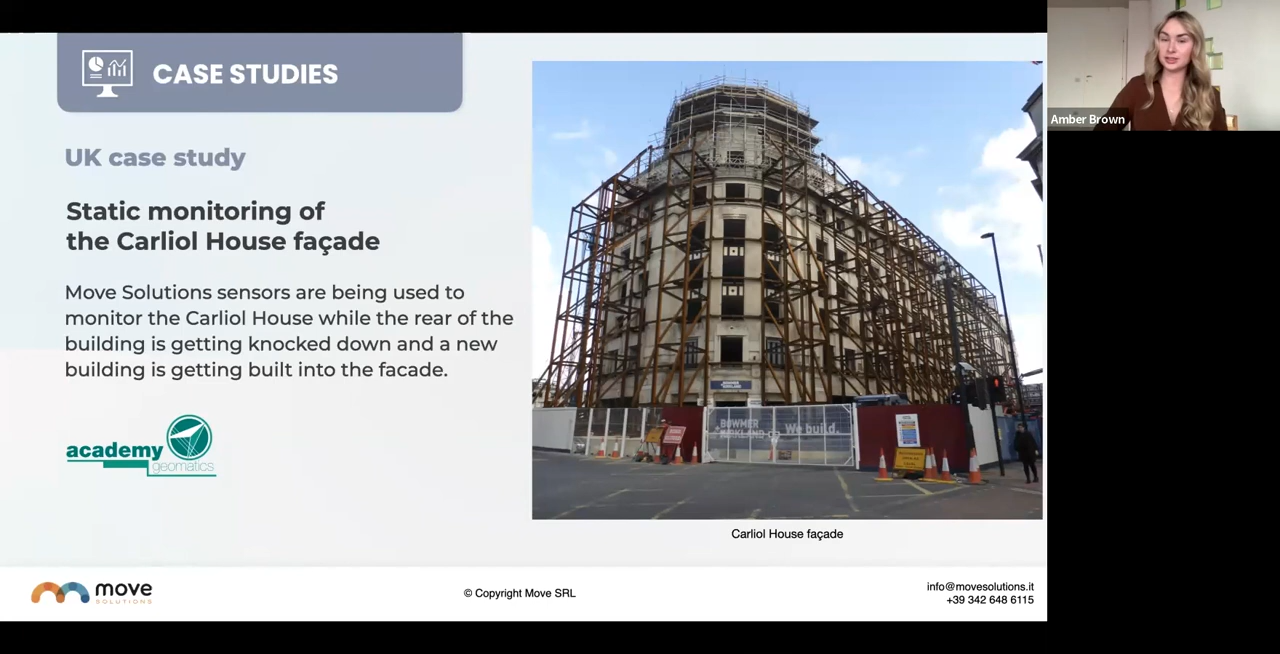 CASE STUDIES
UK case study
Static monitoring of
the Carliol House façade
Move Solutions sensors are being used to
monitor the Carliol House while the rear of the
building is getting knocked down and a new
building is getting built into the facade.
academy
geomatics
BOWMER
We build.
Carliol House façade
move
SOLUTIONS
© Copyright Move SRL
info@movesolutions.it
+39 342 648 6115
Amber Brown